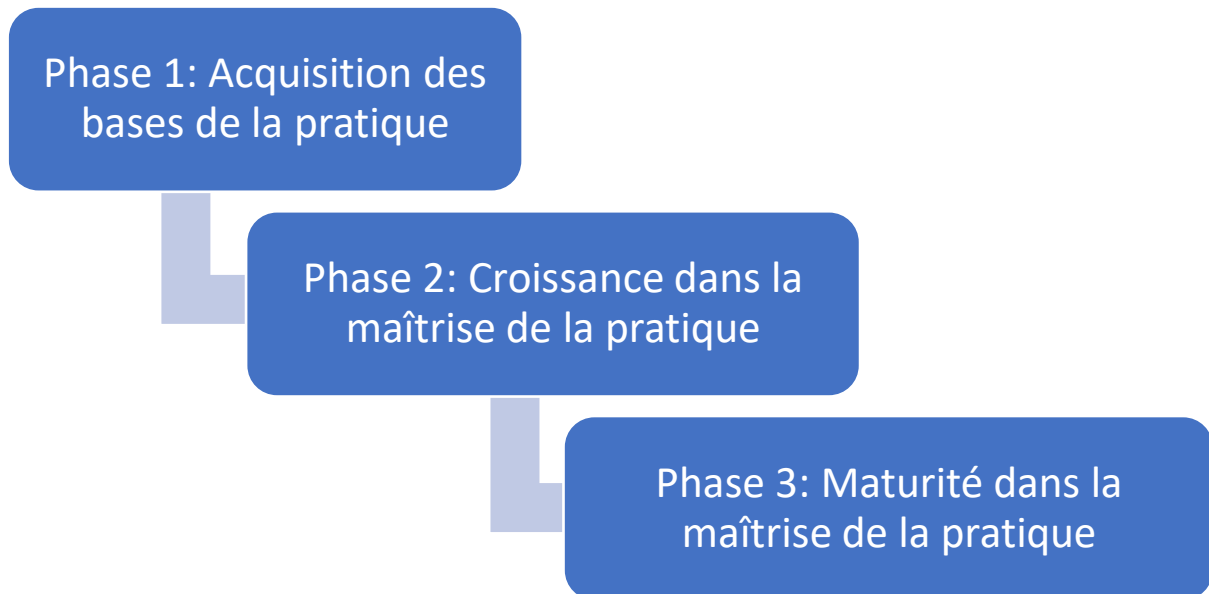 Phase 1: Acquisition des
bases de la pratique
Phase 2: Croissance dans la
maîtrise de la pratique
Phase 3: Maturité dans la
maîtrise de la pratique